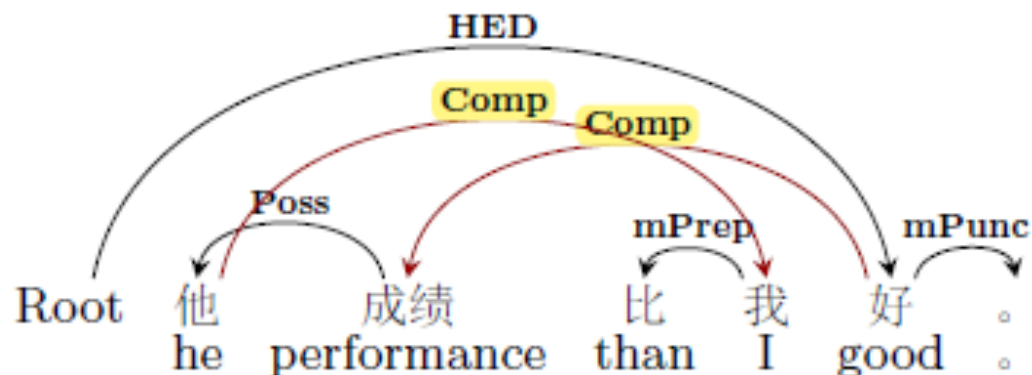 HED
Comp
Comp
Poss
mPrep mPunc
Root 他 成绩 比 我 好 。
he performance than I good 。